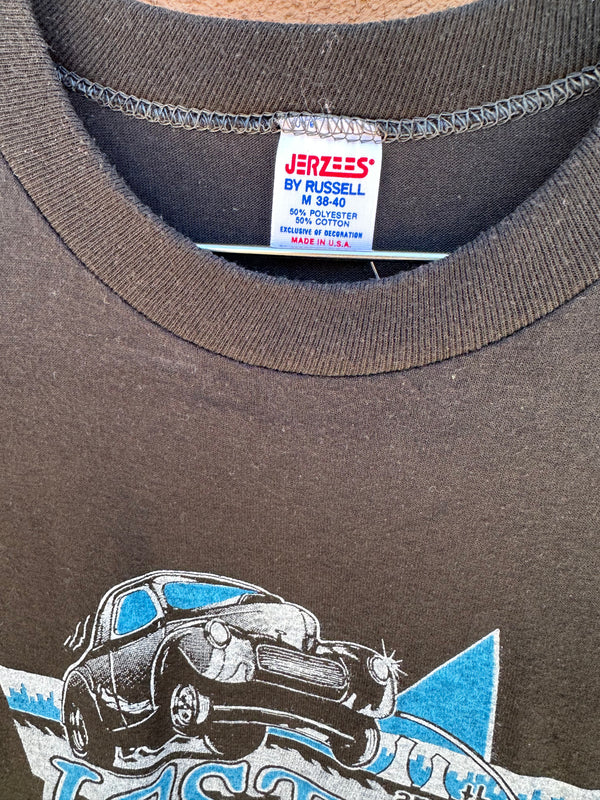 JERZEES
BY RUSSELL
M 38-40
50% POLYESTER
50% COTTON
EXCLUSIVE OF DECORATION
MADE IN U.S.A.